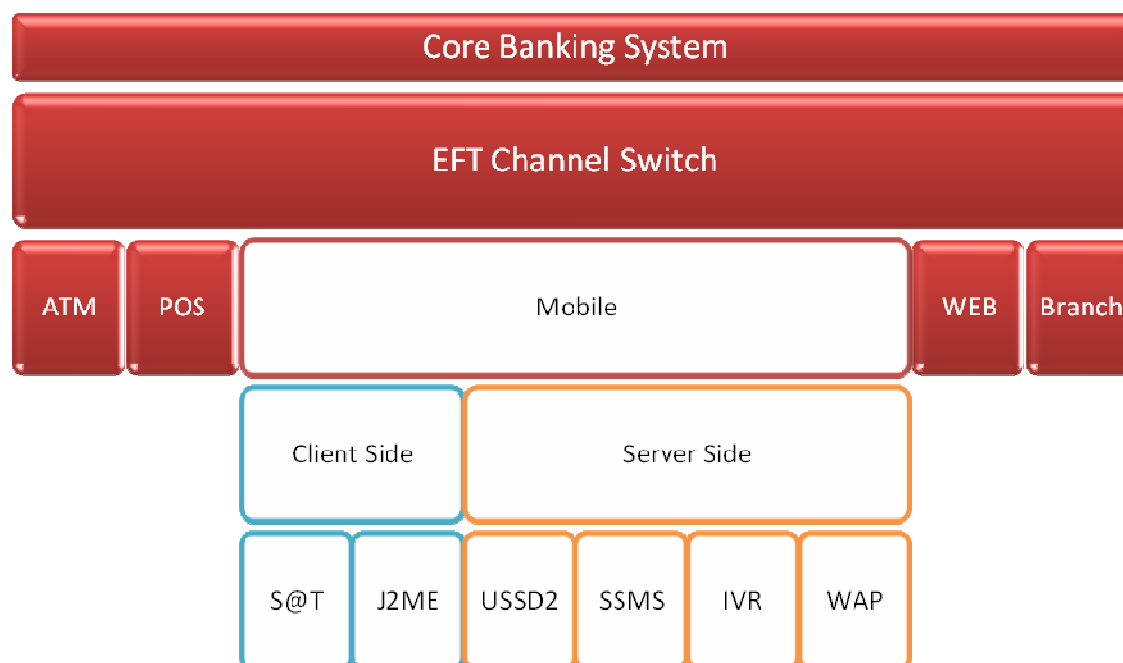 Core Banking System
EFT Channel Switch
ATM
POS
Mobile
WEB
Branch
Client Side
Server Side
S@T
J2ME
USSD2
SSMS
IVR
WAP